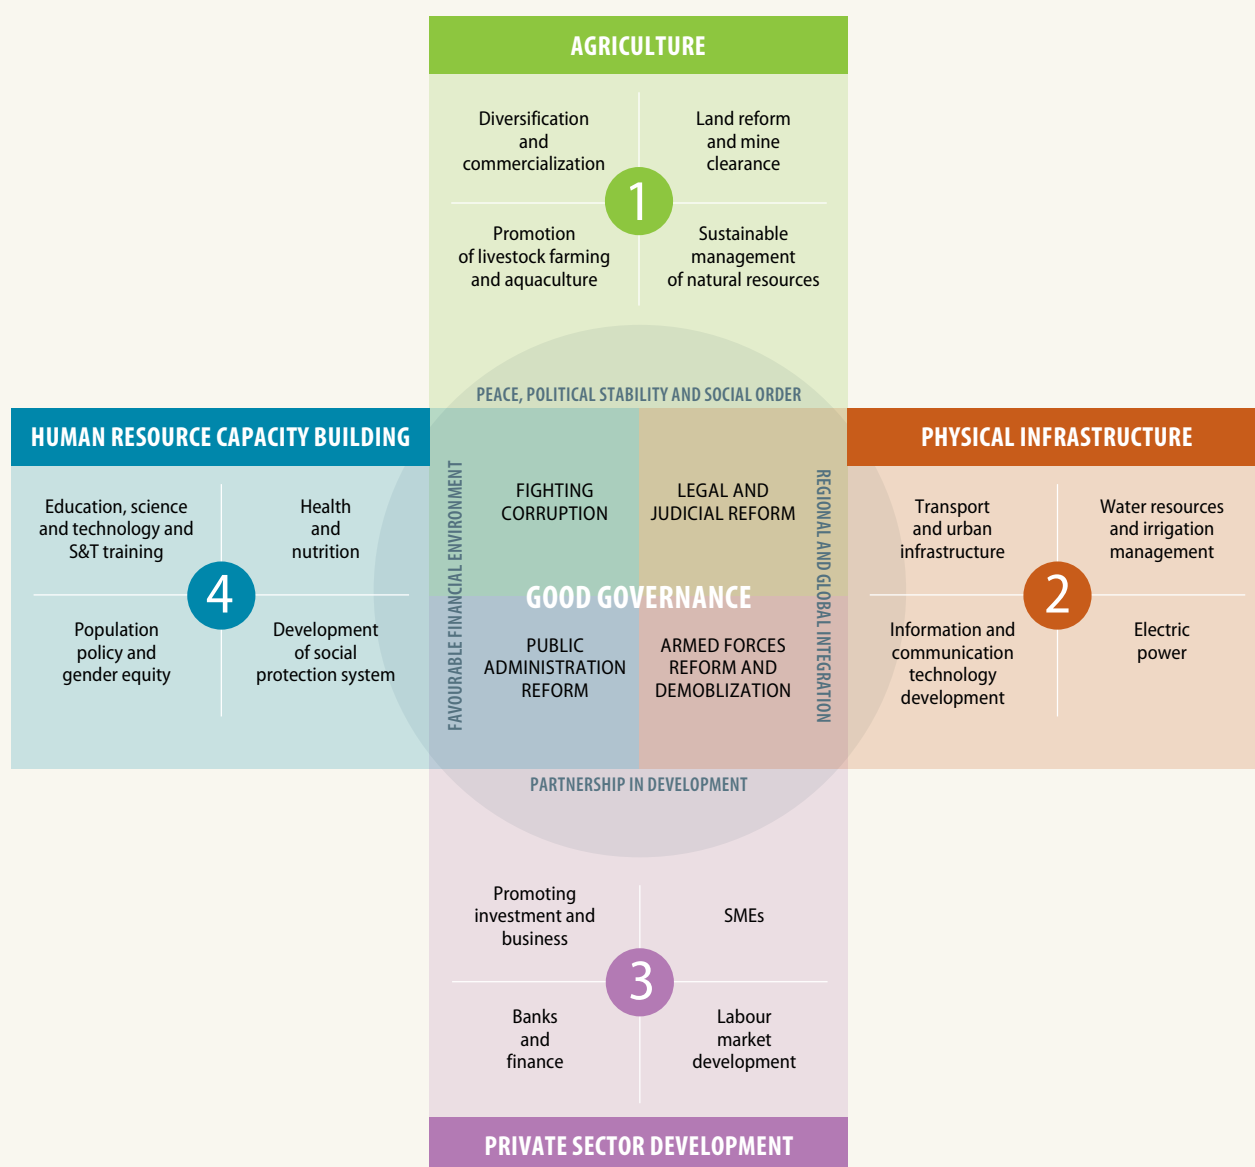 AGRICULTURE
Diversification
and
commercialization
Land reform
and mine
clearance
1
Promotion
of livestock farming
and aquaculture
Sustainable
management
of natural resources
PEACE, POLITICAL STABILITY AND SOCIAL ORDER
HUMAN RESOURCE CAPACITY BUILDING
Education, science
and technology and
S&T training
Health
and
nutrition
4
Population
policy and
gender equity
Development
of social
protection system
FAVOURABLE FINANCIAL ENVIRONMENT
FIGHTING
CORRUPTION
LEGAL AND
JUDICIAL REFORM
GOOD GOVERNANCE
PUBLIC
ADMINISTRATION
REFORM
ARMED FORCES
REFORM AND
DEMOBLIZATION
REGIONAL AND GLOBAL INTEGRATION
PHYSICAL INFRASTRUCTURE
Transport
and urban
infrastructure
Water resources
and irrigation
management
2
Information and
communication
technology
development
Electric
power
PARTNERSHIP IN DEVELOPMENT
Promoting
investment and
business
SMEs
3
Banks
and
finance
Labour
market
development
PRIVATE SECTOR DEVELOPMENT